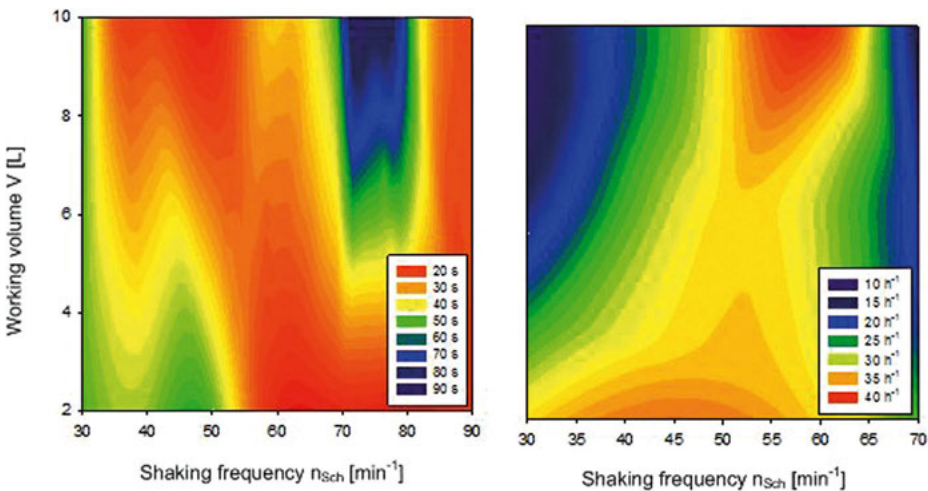 Working volume V [L]
10
8
6
4
2
30 40 50 60 70 80 90
Shaking frequency nSch [min-1]
20 s
30 s
40 s
50 s
60 s
70 s
80 s
90 s
30 35 40 45 50 55 60 65 70
Shaking frequency nSch [min-1]
10 h-1
15 h-1
20 h-1
25 h-1
30 h-1
35 h-1
40 h-1